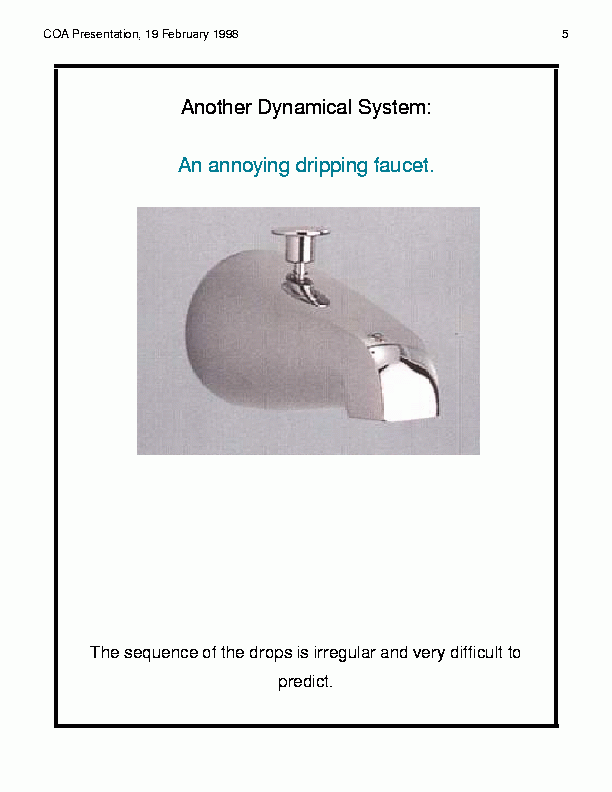 COA Presentation, 19 February 1998 5
Another Dynamical System:
An annoying dripping faucet.
The sequence of the drops is irregular and very difficult to
predict.